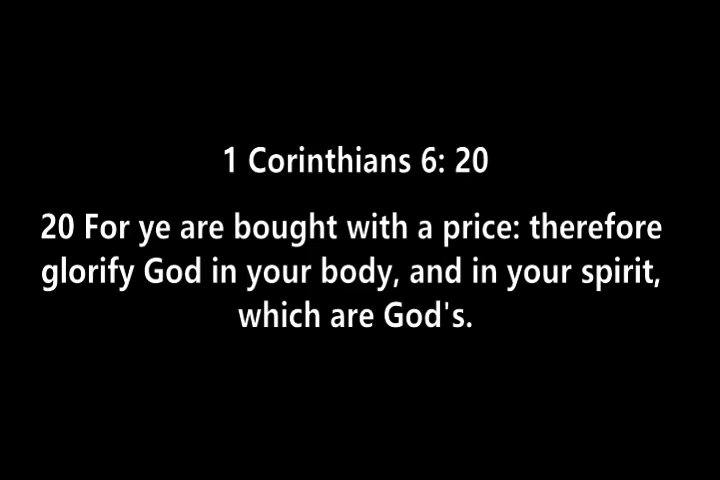 1 Corinthians 6: 20
20 For ye are bought with a price: therefore
glorify God in your body, and in your spirit,
which are God's.